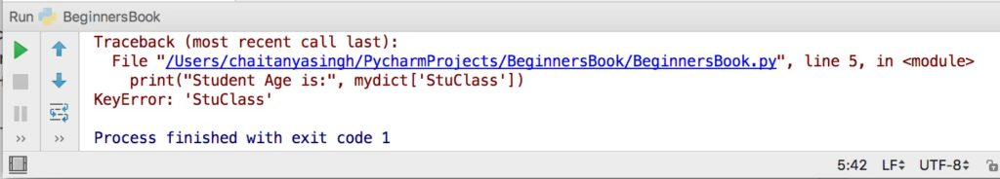 Run BeginnersBook
Traceback (most recent call last):
File "/Users/chaitanyasingh/PycharmProjects/BeginnersBook/BeginnersBook.py", line 5, in <module>
print("Student Age is:", mydict['StuClass'])
KeyError: 'StuClass'
Process finished with exit code 1
>> >>
5:42 LF UTF-8